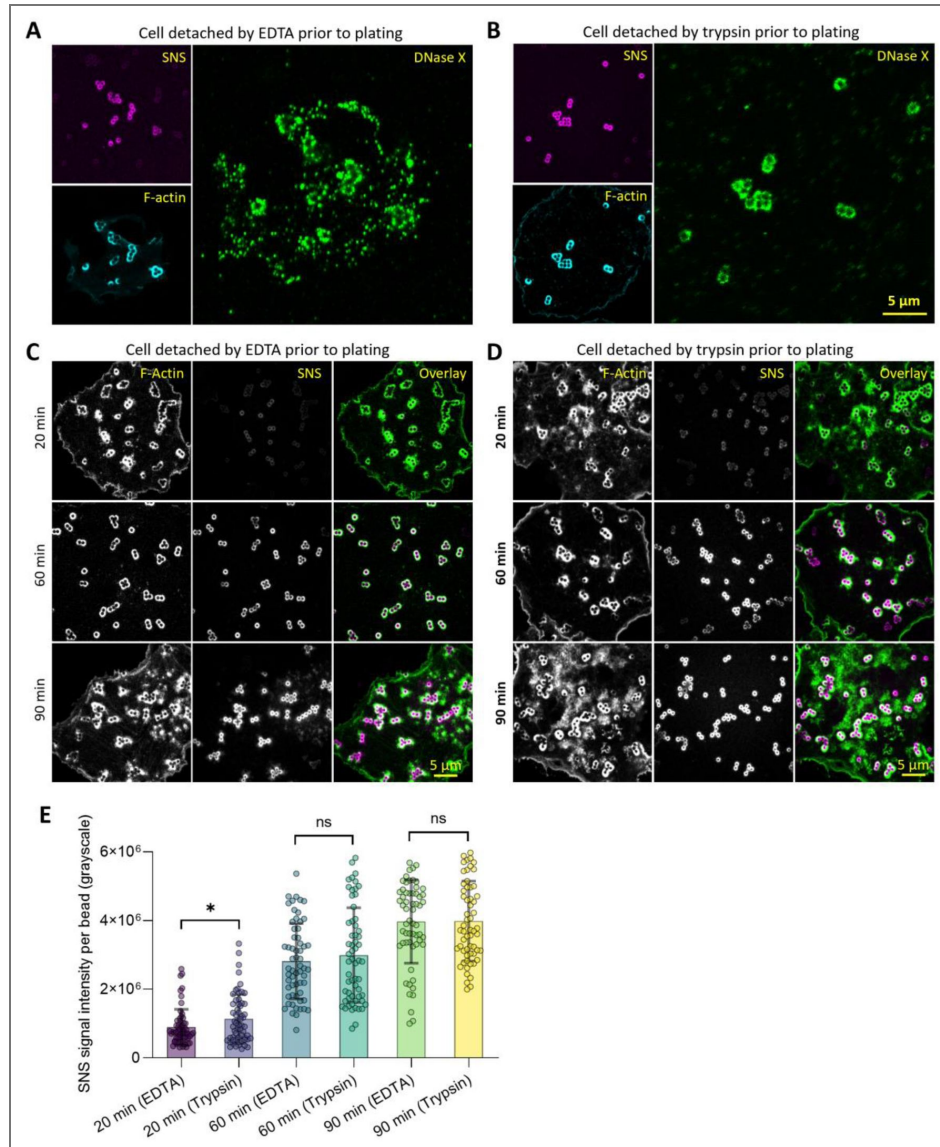 A
Cell detached by EDTA prior to plating
SNS
DNase X
F-actin
B
Cell detached by trypsin prior to plating
SNS
DNase X
F-actin
5 µm
C
Cell detached by EDTA prior to plating
F-Actin
SNS
Overlay
20 min
60 min
90 min
5 µm
D
Cell detached by trypsin prior to plating
F-Actin
SNS
Overlay
20 min
60 min
90 min
5 µm
E
SNS signal intensity per bead (grayscale)
6×10⁶
4×10⁶
2×10⁶
0
*
ns
ns
20 min (EDTA)
20 min (Trypsin)
60 min (EDTA)
60 min (Trypsin)
90 min (EDTA)
90 min (Trypsin)